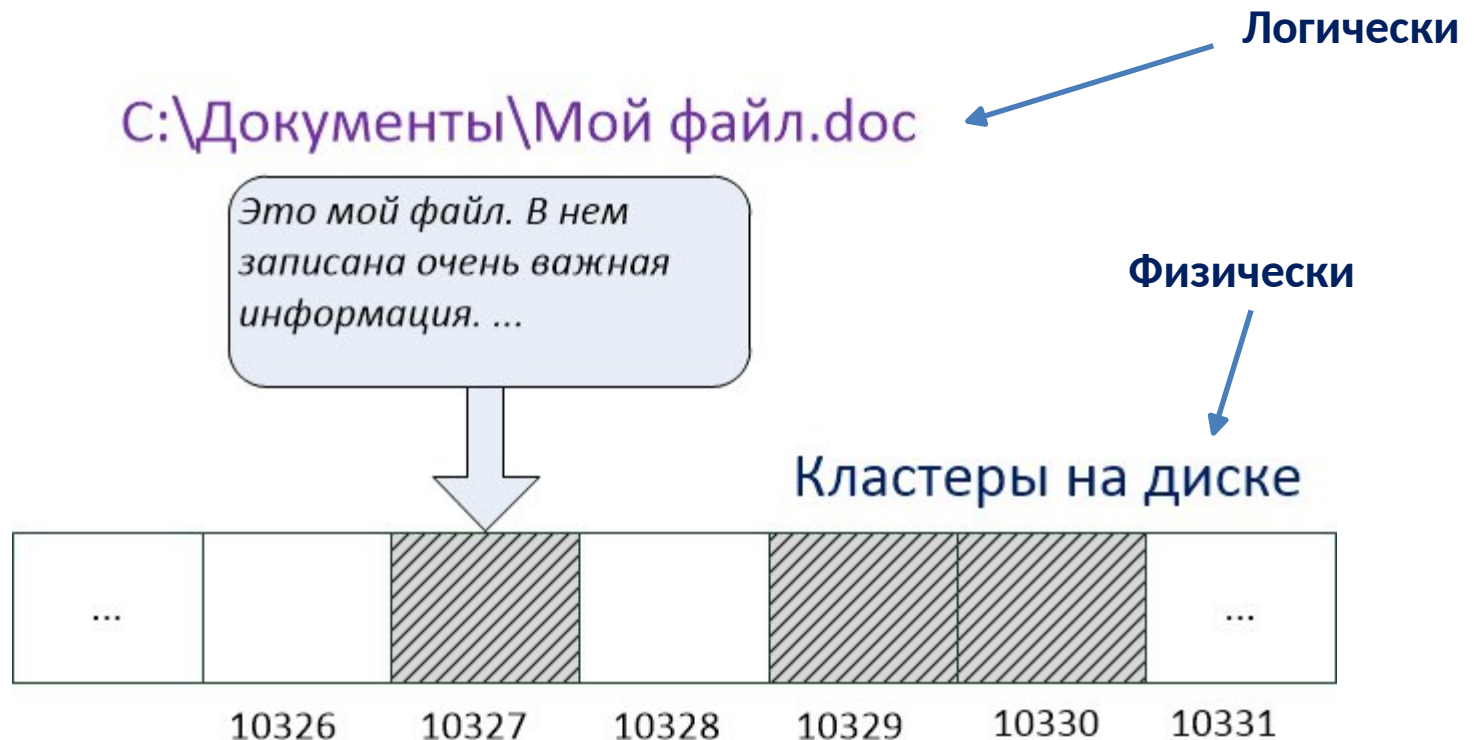 Логически
C:\Документы\Мой файл.doc
Это мой файл. В нем
записана очень важная
информация. ...
Физически
Кластеры на диске
... ...
10326 10327 10328 10329 10330 10331